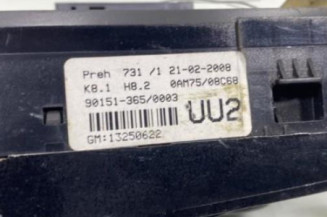 Preh 731 /1 21-02-2008
K8.1 H8.2 0AM75/08C68
90151-365/0003
UU2
GM:13250622